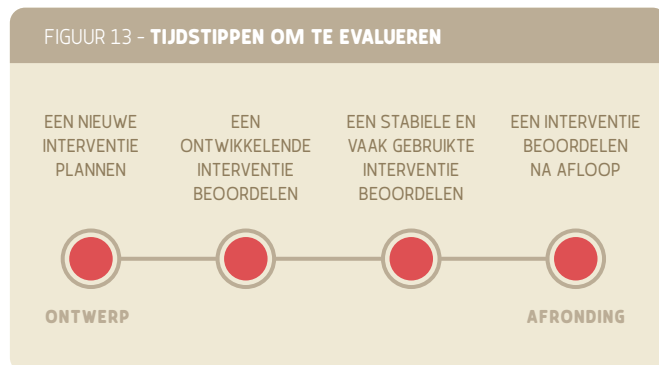 FIGUUR 13 - TIJDSTIPPEN OM TE EVALUEREN
EEN NIEUWE
INTERVENTIE
PLANNEN
EEN
ONTWIKKELENDE
INTERVENTIE
BEOORDELEN
EEN STABIELE EN
VAAK GEBRUIKTE
INTERVENTIE
BEOORDELEN
EEN INTERVENTIE
BEOORDELEN
NA AFLOOP
ONTWERP
AFRONDING